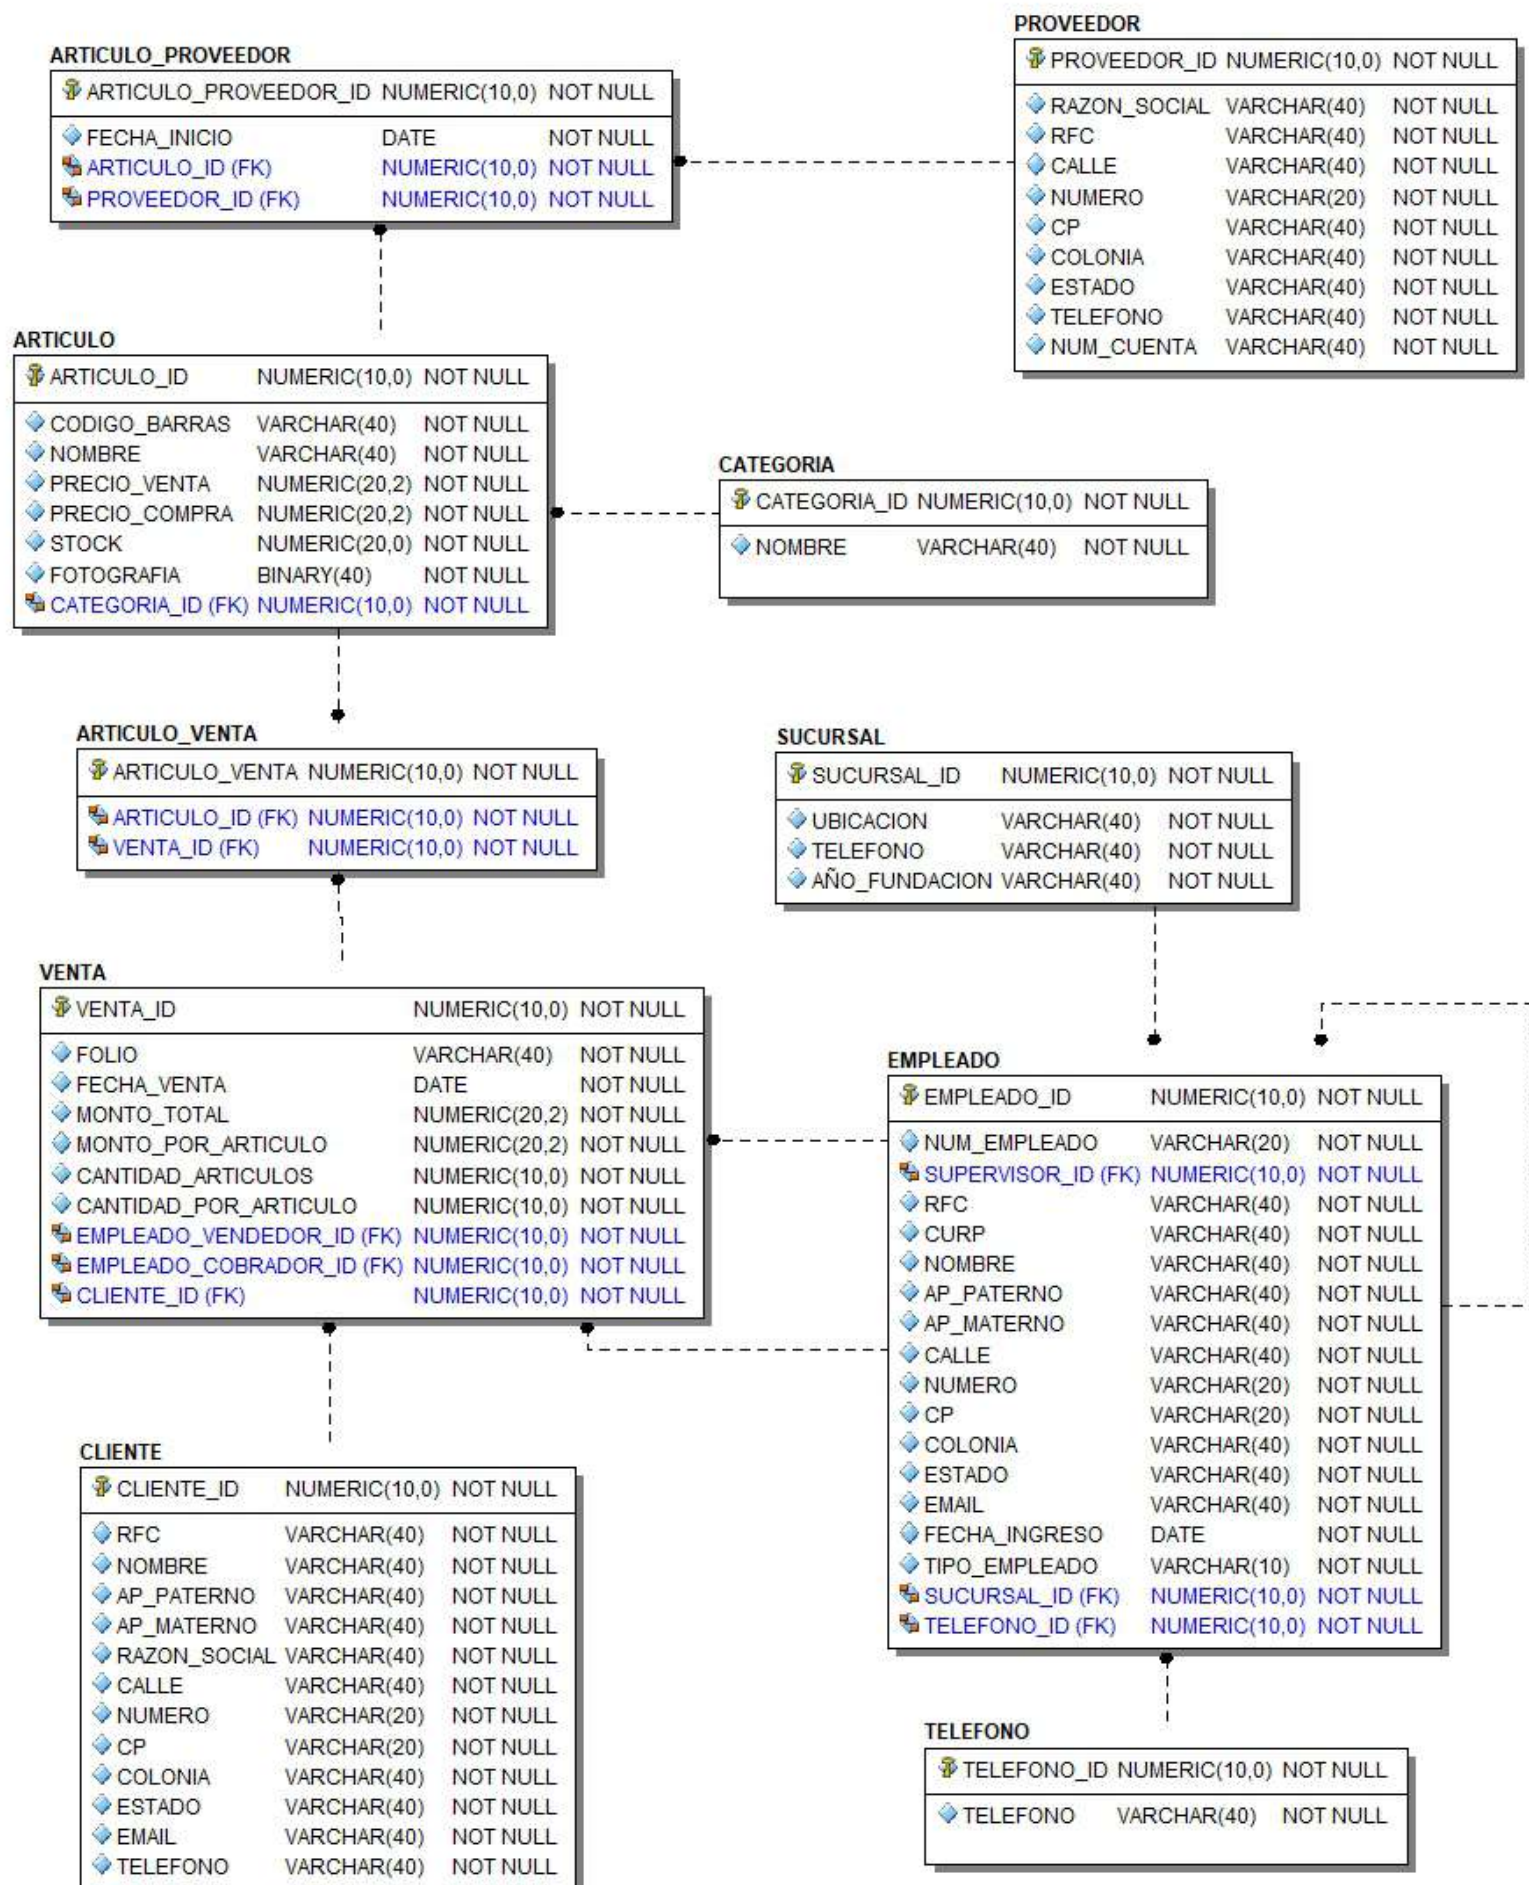 PROVEEDOR
PROVEEDOR_ID NUMERIC(10,0) NOT NULL
RAZON_SOCIAL VARCHAR(40) NOT NULL
RFC VARCHAR(40) NOT NULL
CALLE VARCHAR(40) NOT NULL
NUMERO VARCHAR(20) NOT NULL
CP VARCHAR(40) NOT NULL
COLONIA VARCHAR(40) NOT NULL
ESTADO VARCHAR(40) NOT NULL
TELEFONO VARCHAR(40) NOT NULL
NUM_CUENTA VARCHAR(40) NOT NULL
ARTICULO_PROVEEDOR
ARTICULO_PROVEEDOR_ID NUMERIC(10,0) NOT NULL
FECHA_INICIO DATE NOT NULL
ARTICULO_ID (FK) NUMERIC(10,0) NOT NULL
PROVEEDOR_ID (FK) NUMERIC(10,0) NOT NULL
ARTICULO
ARTICULO_ID NUMERIC(10,0) NOT NULL
CODIGO_BARRAS VARCHAR(40) NOT NULL
NOMBRE VARCHAR(40) NOT NULL
PRECIO_VENTA NUMERIC(20,2) NOT NULL
PRECIO_COMPRA NUMERIC(20,2) NOT NULL
STOCK NUMERIC(20,0) NOT NULL
FOTOGRAFIA BINARY(40) NOT NULL
CATEGORIA_ID (FK) NUMERIC(10,0) NOT NULL
CATEGORIA
CATEGORIA_ID NUMERIC(10,0) NOT NULL
NOMBRE VARCHAR(40) NOT NULL
ARTICULO_VENTA
ARTICULO_VENTA NUMERIC(10,0) NOT NULL
ARTICULO_ID (FK) NUMERIC(10,0) NOT NULL
VENTA_ID (FK) NUMERIC(10,0) NOT NULL
SUCURSAL
SUCURSAL_ID NUMERIC(10,0) NOT NULL
UBICACION VARCHAR(40) NOT NULL
TELEFONO VARCHAR(40) NOT NULL
AÑO_FUNDACION VARCHAR(40) NOT NULL
VENTA
VENTA_ID NUMERIC(10,0) NOT NULL
FOLIO VARCHAR(40) NOT NULL
FECHA_VENTA DATE NOT NULL
MONTO_TOTAL NUMERIC(20,2) NOT NULL
MONTO_POR_ARTICULO NUMERIC(20,2) NOT NULL
CANTIDAD_ARTICULOS NUMERIC(10,0) NOT NULL
CANTIDAD_POR_ARTICULO NUMERIC(10,0) NOT NULL
EMPLEADO_VENDEDOR_ID (FK) NUMERIC(10,0) NOT NULL
EMPLEADO_COBRADOR_ID (FK) NUMERIC(10,0) NOT NULL
CLIENTE_ID (FK) NUMERIC(10,0) NOT NULL
EMPLEADO
EMPLEADO_ID NUMERIC(10,0) NOT NULL
NUM_EMPLEADO VARCHAR(20) NOT NULL
SUPERVISOR_ID (FK) NUMERIC(10,0) NOT NULL
RFC VARCHAR(40) NOT NULL
CURP VARCHAR(40) NOT NULL
NOMBRE VARCHAR(40) NOT NULL
AP_PATERNO VARCHAR(40) NOT NULL
AP_MATERNO VARCHAR(40) NOT NULL
CALLE VARCHAR(40) NOT NULL
NUMERO VARCHAR(20) NOT NULL
CP VARCHAR(20) NOT NULL
COLONIA VARCHAR(40) NOT NULL
ESTADO VARCHAR(40) NOT NULL
EMAIL VARCHAR(40) NOT NULL
FECHA_INGRESO DATE NOT NULL
TIPO_EMPLEADO VARCHAR(10) NOT NULL
SUCURSAL_ID (FK) NUMERIC(10,0) NOT NULL
TELEFONO_ID (FK) NUMERIC(10,0) NOT NULL
CLIENTE
CLIENTE_ID NUMERIC(10,0) NOT NULL
RFC VARCHAR(40) NOT NULL
NOMBRE VARCHAR(40) NOT NULL
AP_PATERNO VARCHAR(40) NOT NULL
AP_MATERNO VARCHAR(40) NOT NULL
RAZON_SOCIAL VARCHAR(40) NOT NULL
CALLE VARCHAR(40) NOT NULL
NUMERO VARCHAR(20) NOT NULL
CP VARCHAR(20) NOT NULL
COLONIA VARCHAR(40) NOT NULL
ESTADO VARCHAR(40) NOT NULL
EMAIL VARCHAR(40) NOT NULL
TELEFONO VARCHAR(40) NOT NULL
TELEFONO
TELEFONO_ID NUMERIC(10,0) NOT NULL
TELEFONO VARCHAR(40) NOT NULL